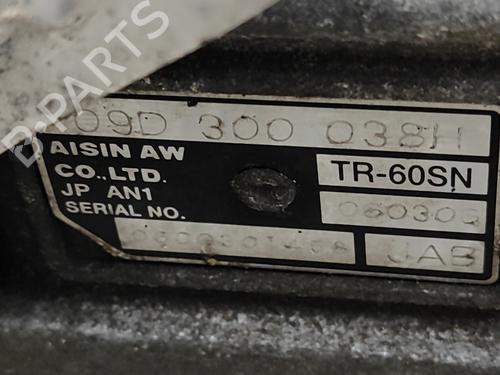 09D 300 038H
AISIN AW
CO.,LTD.
JP AN1
TR-60SN
SERIAL NO.
JAB
B-PARTS